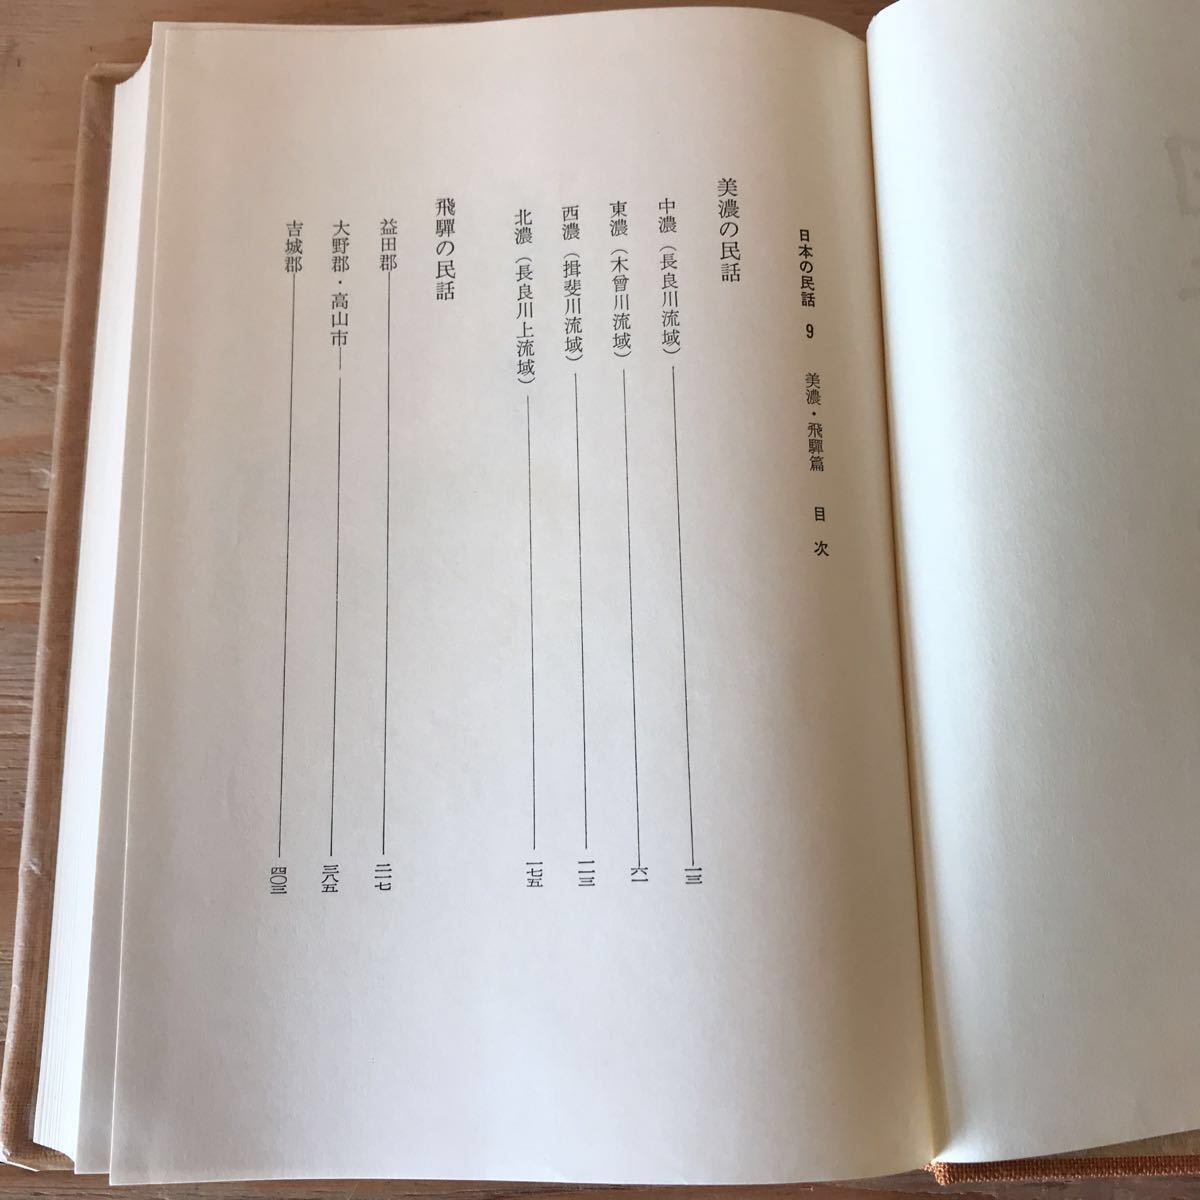 日本の民話 9 美濃・飛驒篇 目次
美濃の民話
中濃（長良川流域） 一三
東濃（木曾川流域） 六一
西濃（揖斐川流域） 一一三
北濃（長良川上流域） 一七五
飛驒の民話
益田郡 二一七
大野郡・高山市 三八五
吉城郡 四〇三